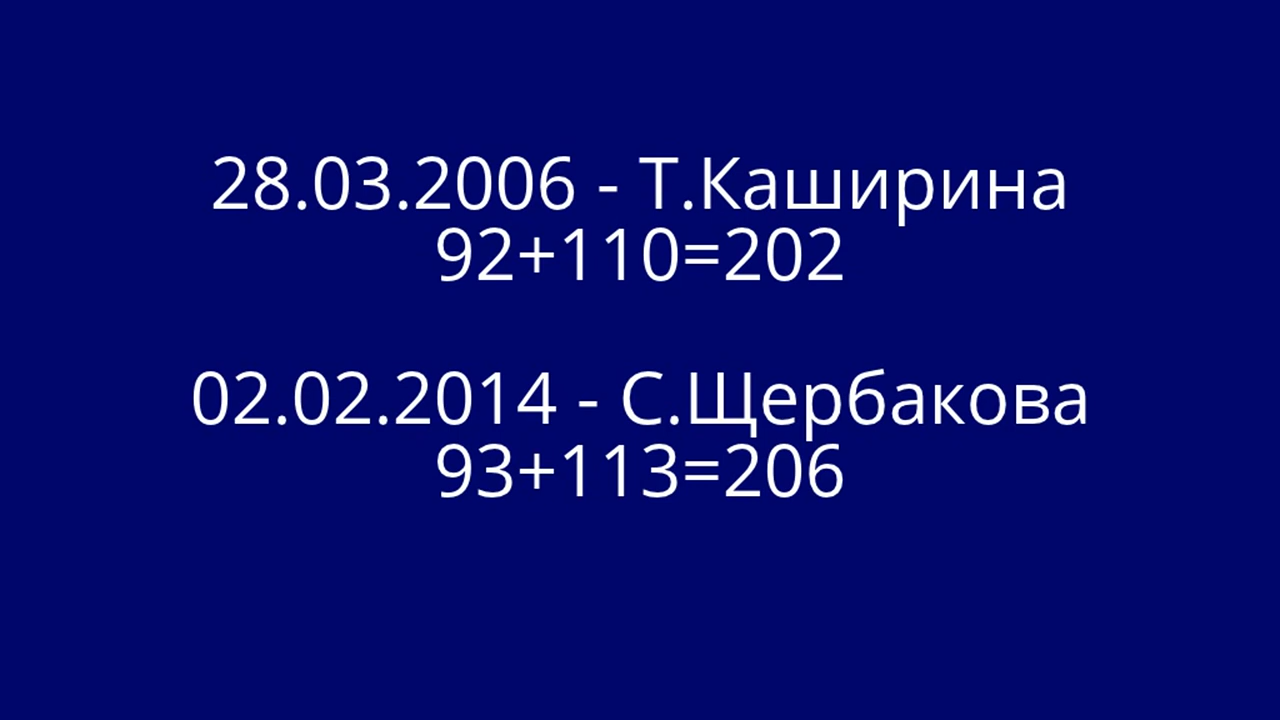 28.03.2006 - Т.Каширина
92+110=202
02.02.2014 - С.Щербакова
93+113=206